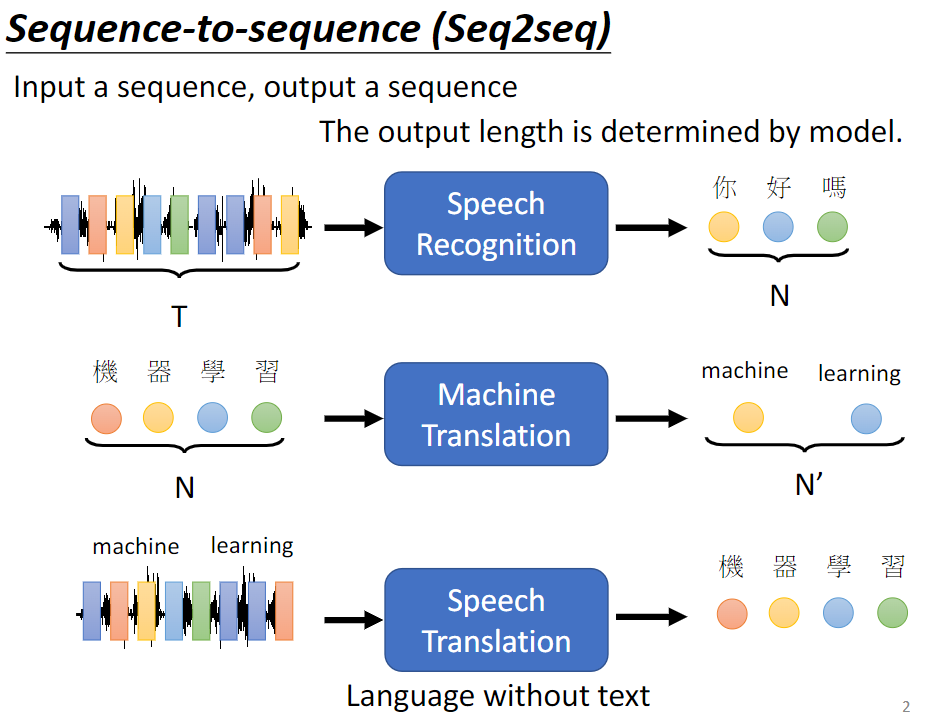 Sequence-to-sequence (Seq2seq)
Input a sequence, output a sequence
The output length is determined by model.
T
Speech
Recognition
你 好 嗎
N
機 器 學 習
N
Machine
Translation
machine learning
N’
machine learning
Speech
Translation
機 器 學 習
Language without text
2